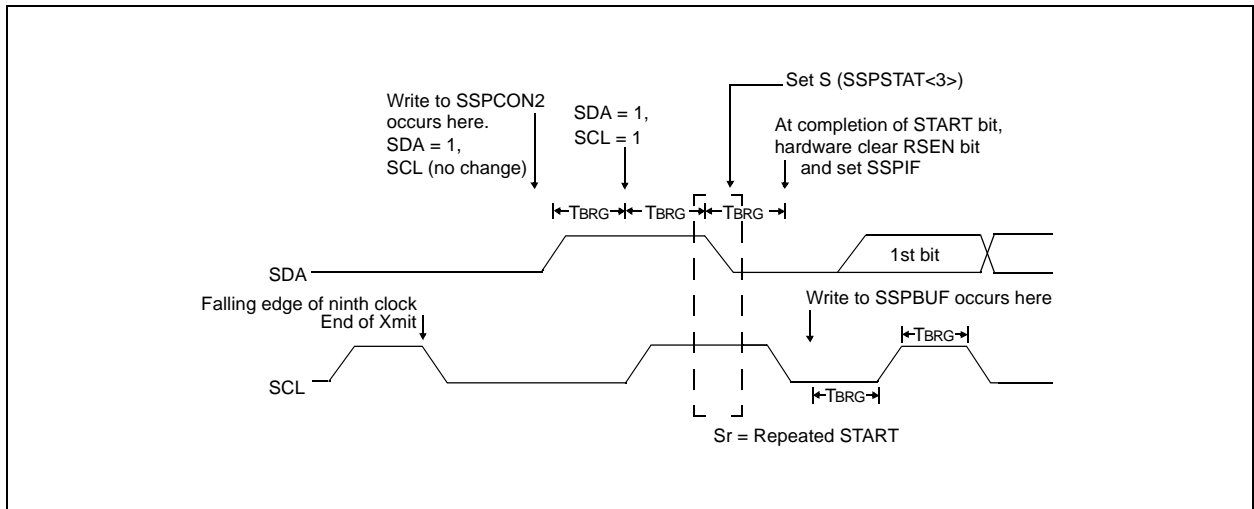 Set S (SSPSTAT<3>)
Write to SSPCON2
occurs here.
SDA = 1,
SCL (no change)
SDA = 1,
SCL = 1
At completion of START bit,
hardware clear RSEN bit
and set SSPIF
TBRG
TBRG
TBRG
SDA
1st bit
Falling edge of ninth clock
End of Xmit
Write to SSPBUF occurs here
TBRG
SCL
TBRG
Sr = Repeated START